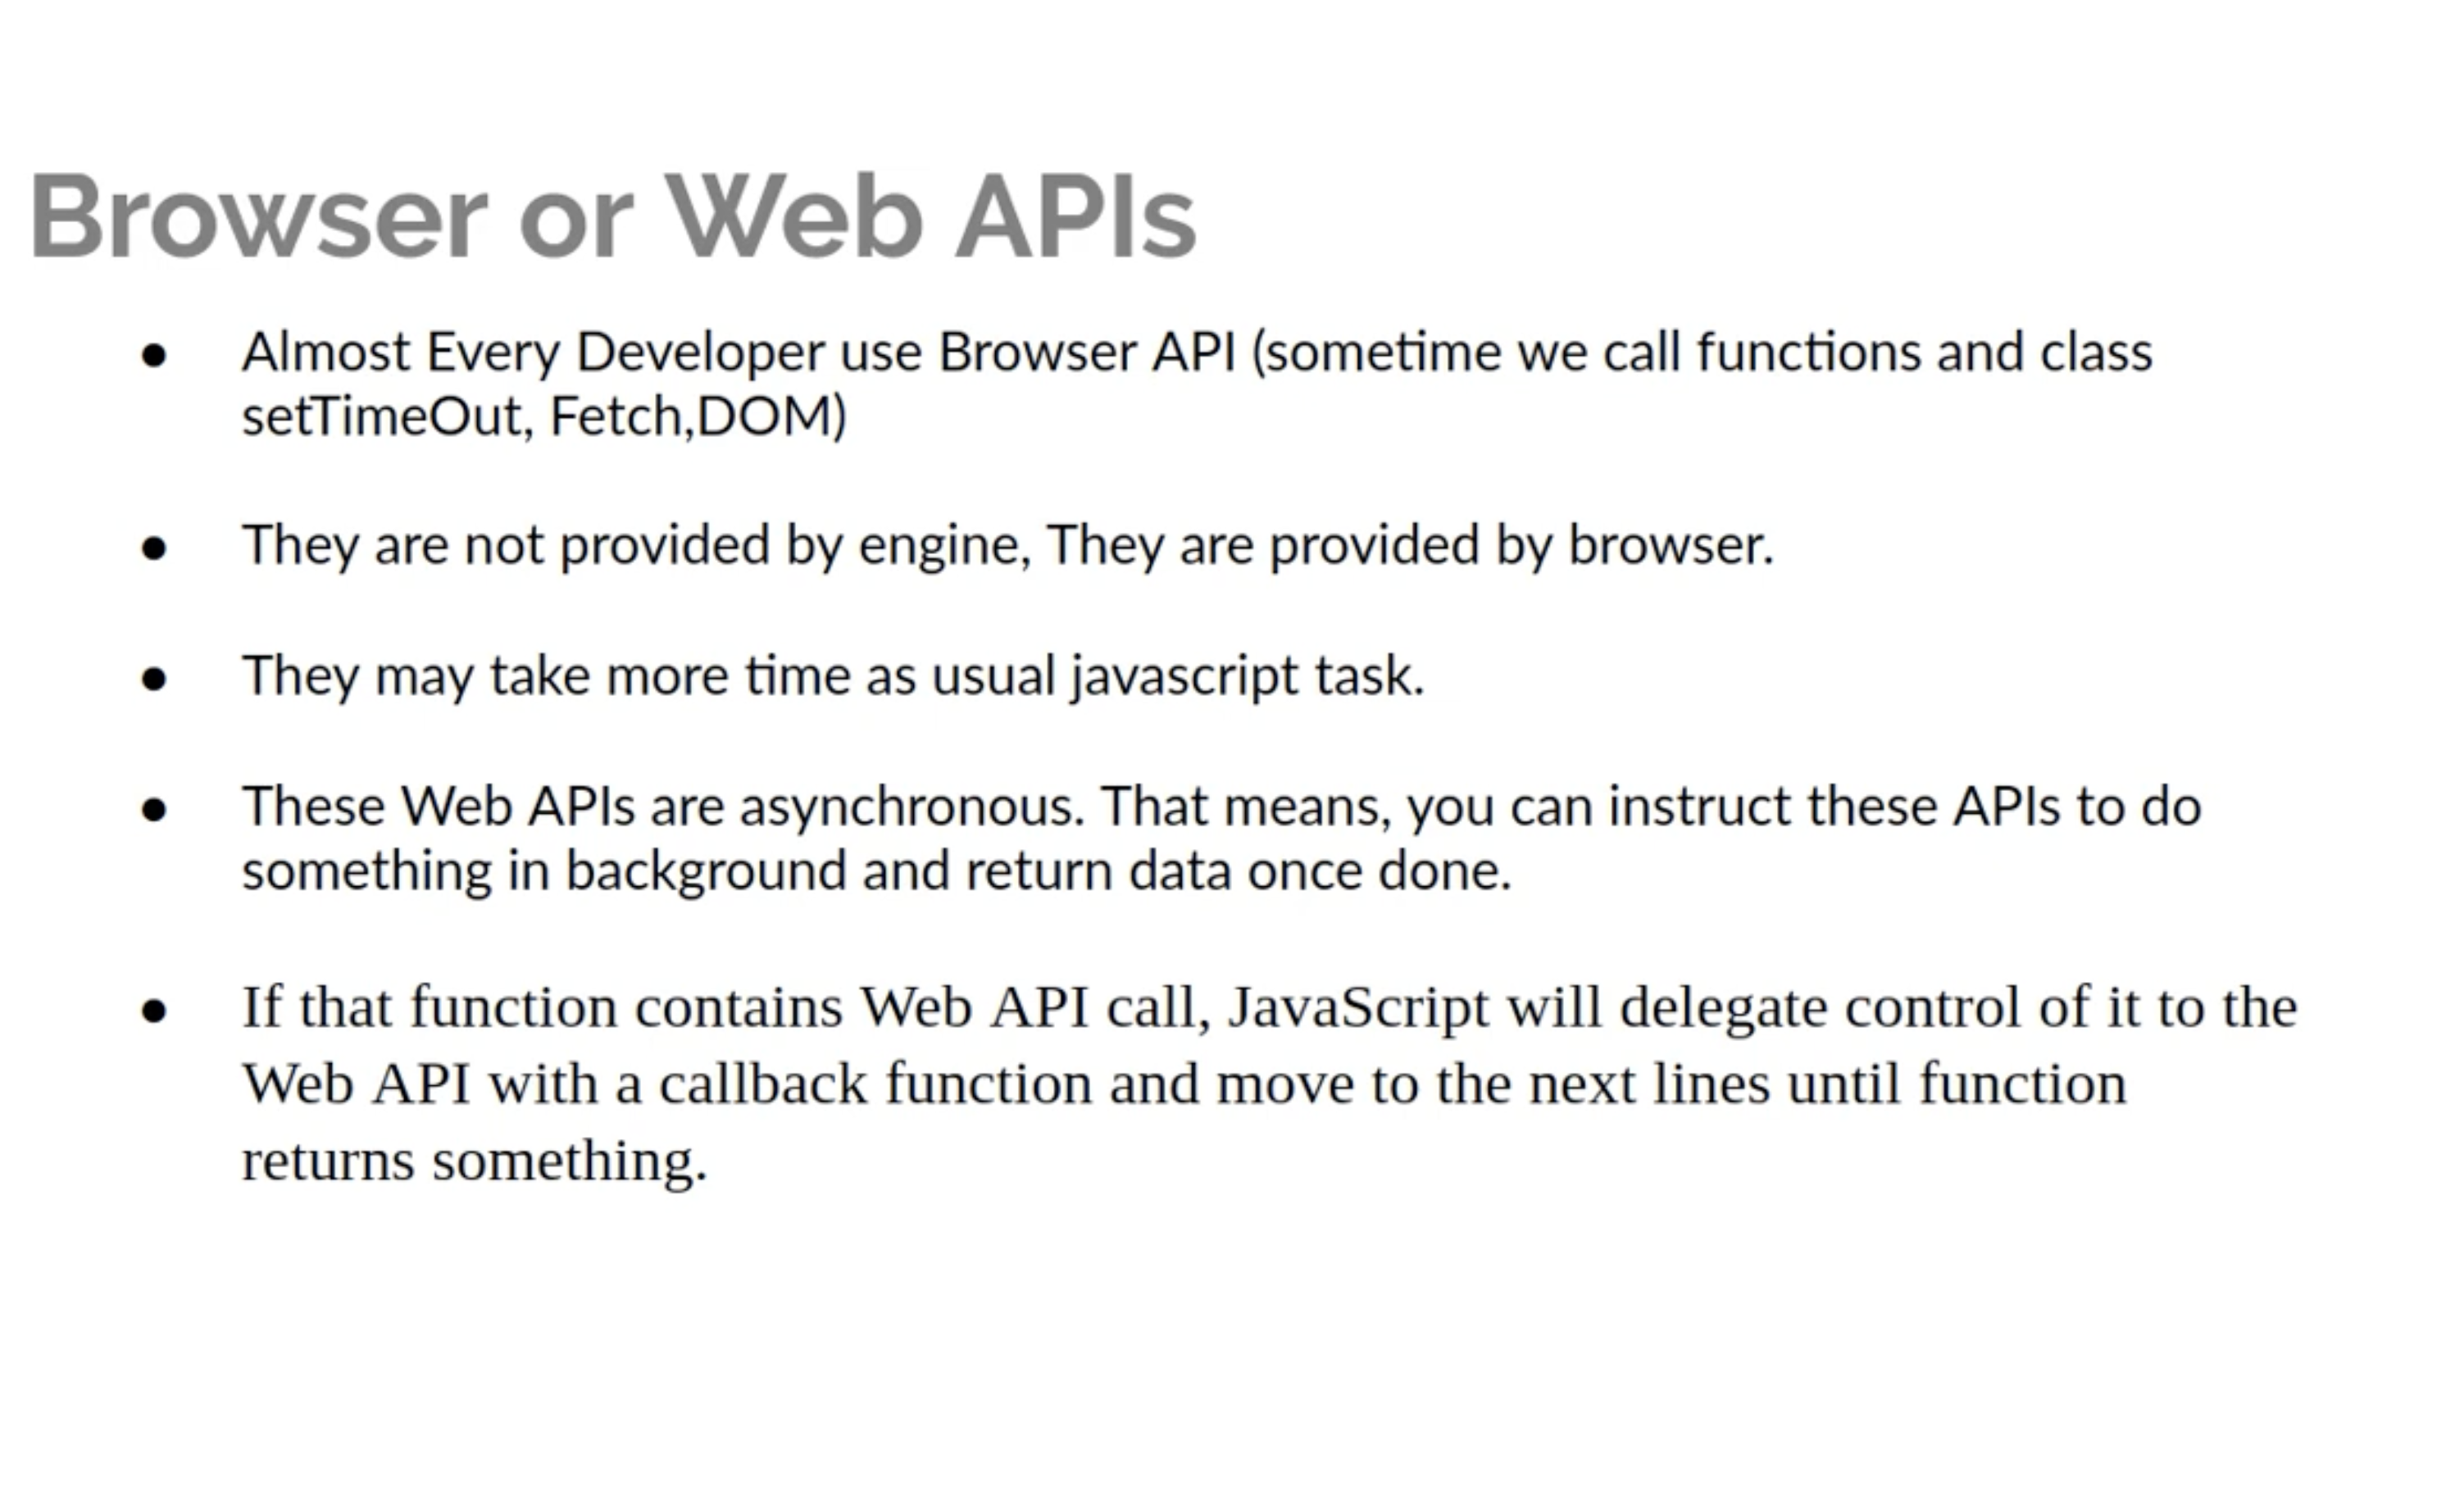 Browser or Web APIs
● Almost Every Developer use Browser API (sometime we call functions and class
setTimeOut, Fetch,DOM)
● They are not provided by engine, They are provided by browser.
● They may take more time as usual javascript task.
● These Web APIs are asynchronous. That means, you can instruct these APIs to do
something in background and return data once done.
● If that function contains Web API call, JavaScript will delegate control of it to the
Web API with a callback function and move to the next lines until function
returns something.